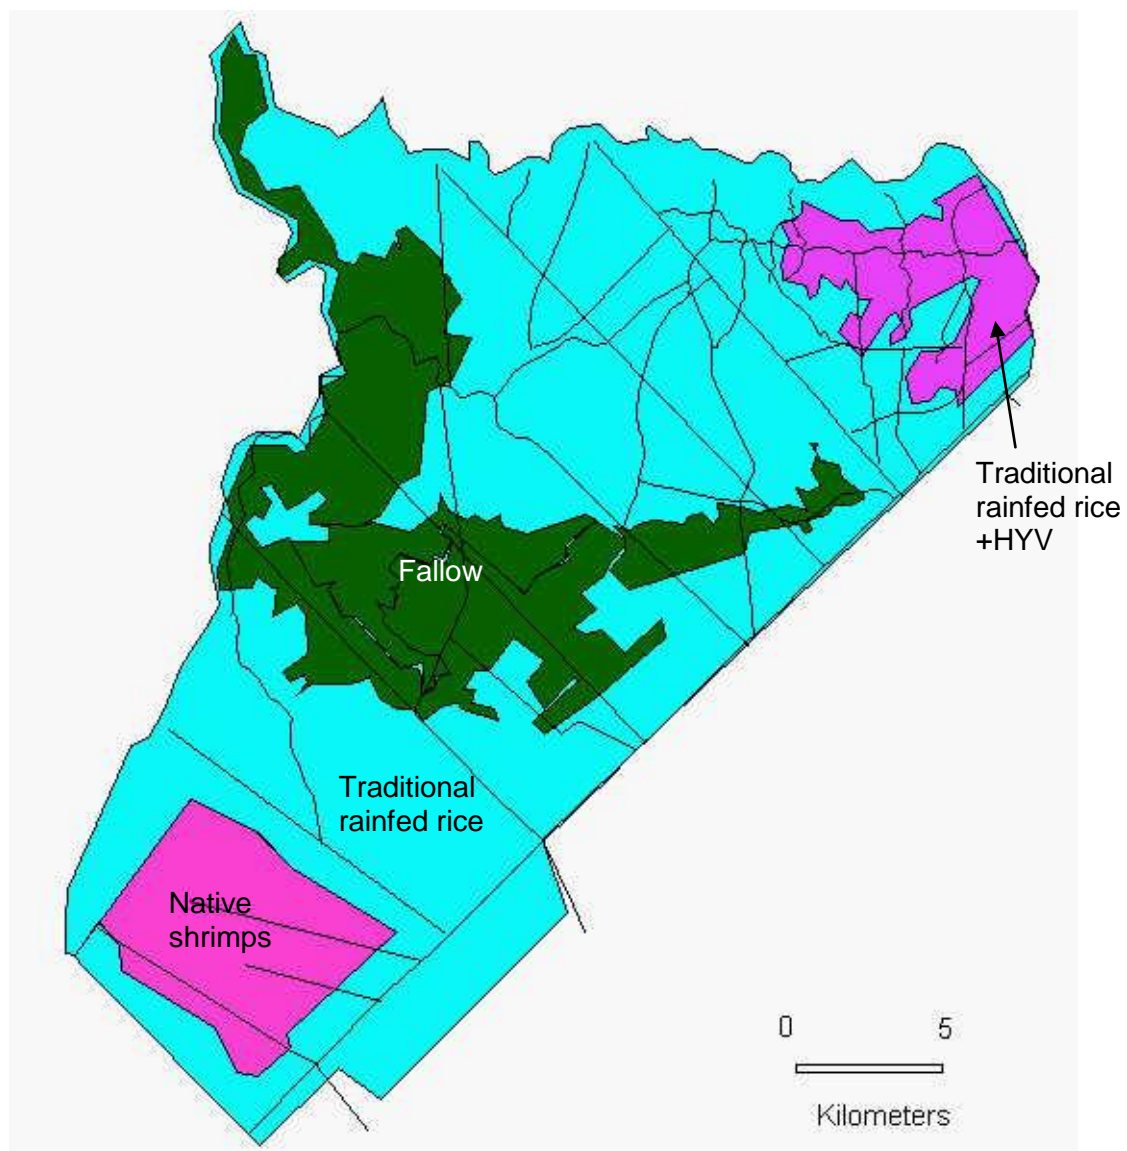 Traditional
rainfed rice
+HYV
Fallow
Traditional
rainfed rice
Native
shrimps
0 5
Kilometers